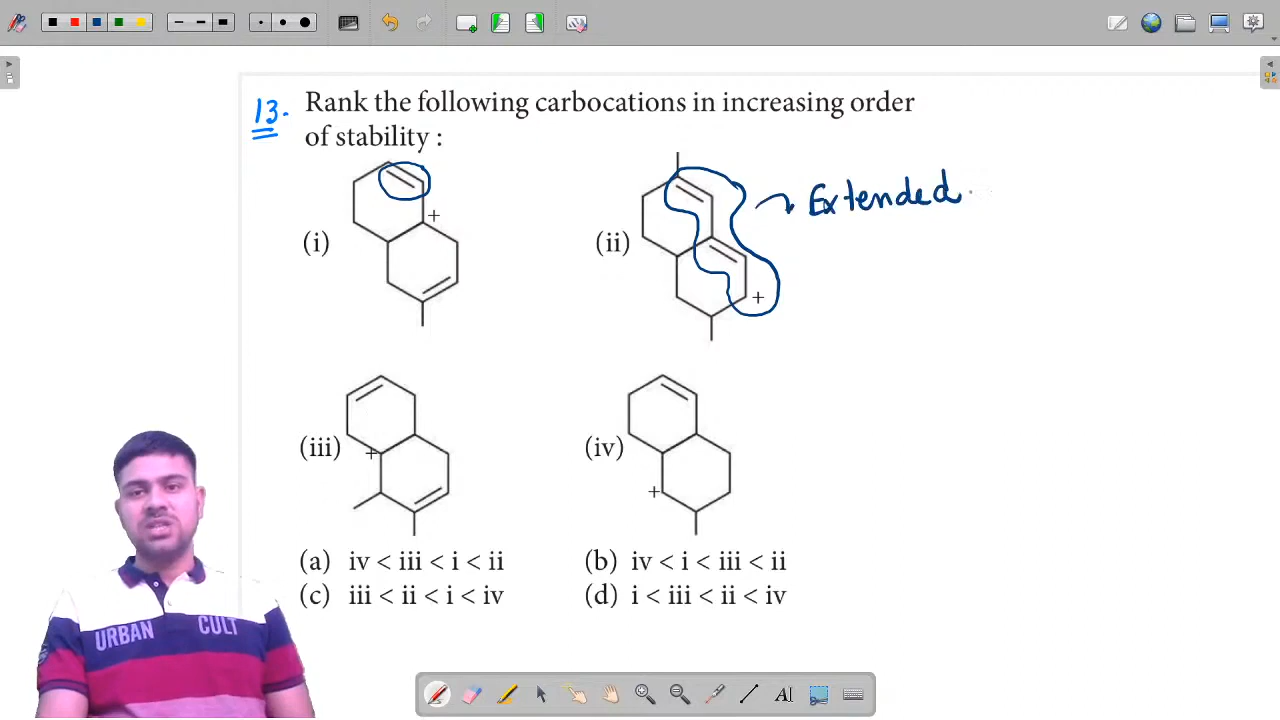 13. Rank the following carbocations in increasing order
of stability :
(i)
+
(ii)
+
Extended
(iii)
+
(iv)
+
(a) iv < iii < i < ii
(b) iv < i < iii < ii
(c) iii < ii < i < iv
(d) i < iii < ii < iv
URBAN CULT
A